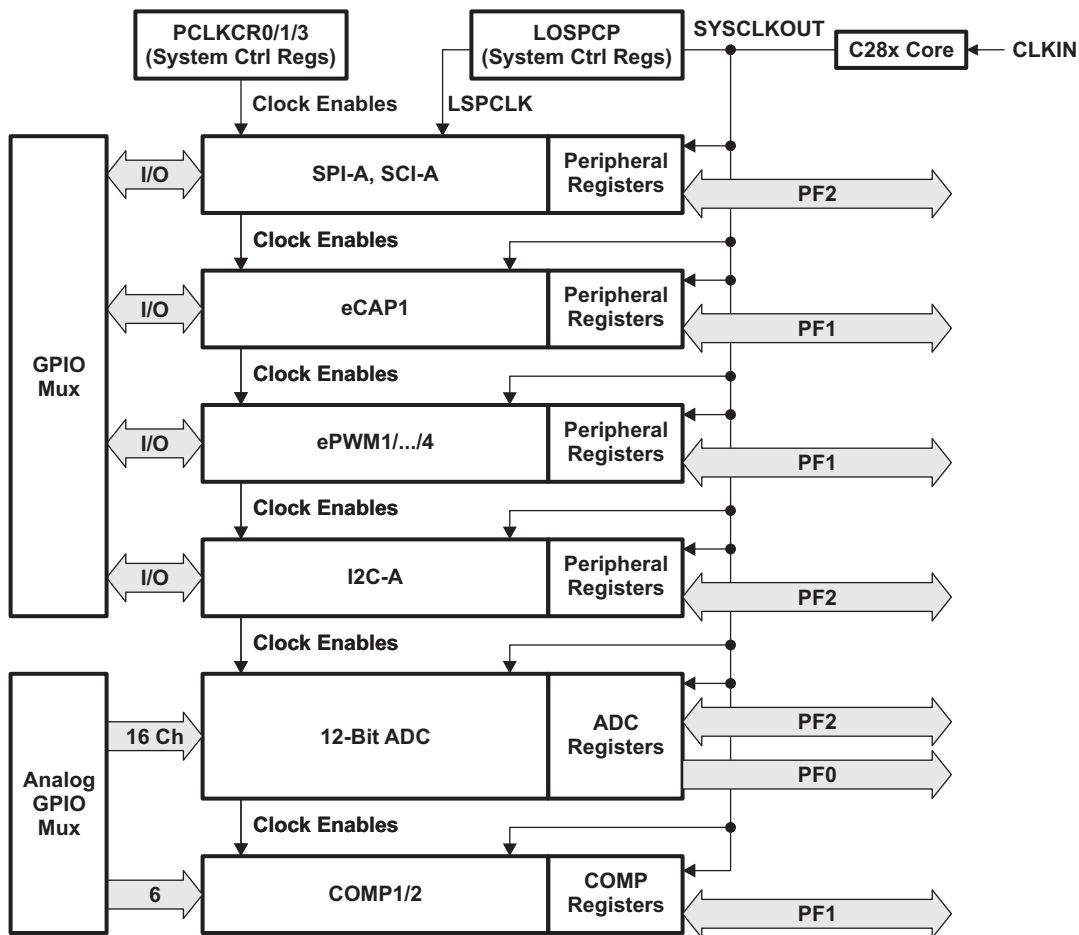 PCLKCR0/1/3
(System Ctrl Regs)
LOSPCP
(System Ctrl Regs)
SYSCLKOUT
C28x Core
CLKIN
Clock Enables
LSPCLK
I/O
SPI-A, SCI-A
Peripheral
Registers
PF2
Clock Enables
I/O
eCAP1
Peripheral
Registers
PF1
GPIO
Mux
Clock Enables
I/O
ePWM1/.../4
Peripheral
Registers
PF1
Clock Enables
I/O
I2C-A
Peripheral
Registers
PF2
Clock Enables
16 Ch
12-Bit ADC
ADC
Registers
PF2
PF0
Analog
GPIO
Mux
Clock Enables
6
COMP1/2
COMP
Registers
PF1